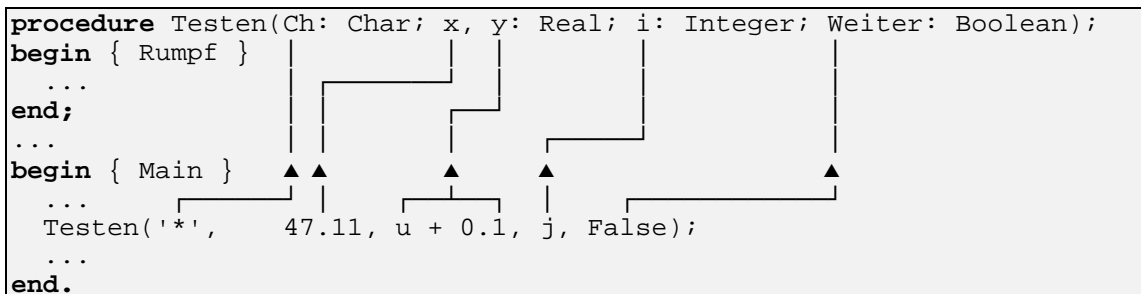 procedure Testen(Ch: Char; x, y: Real; i: Integer; Weiter: Boolean);
begin { Rumpf }
...
end;
...
begin { Main }
...
Testen('*', 47.11, u + 0.1, j, False);
...
end.